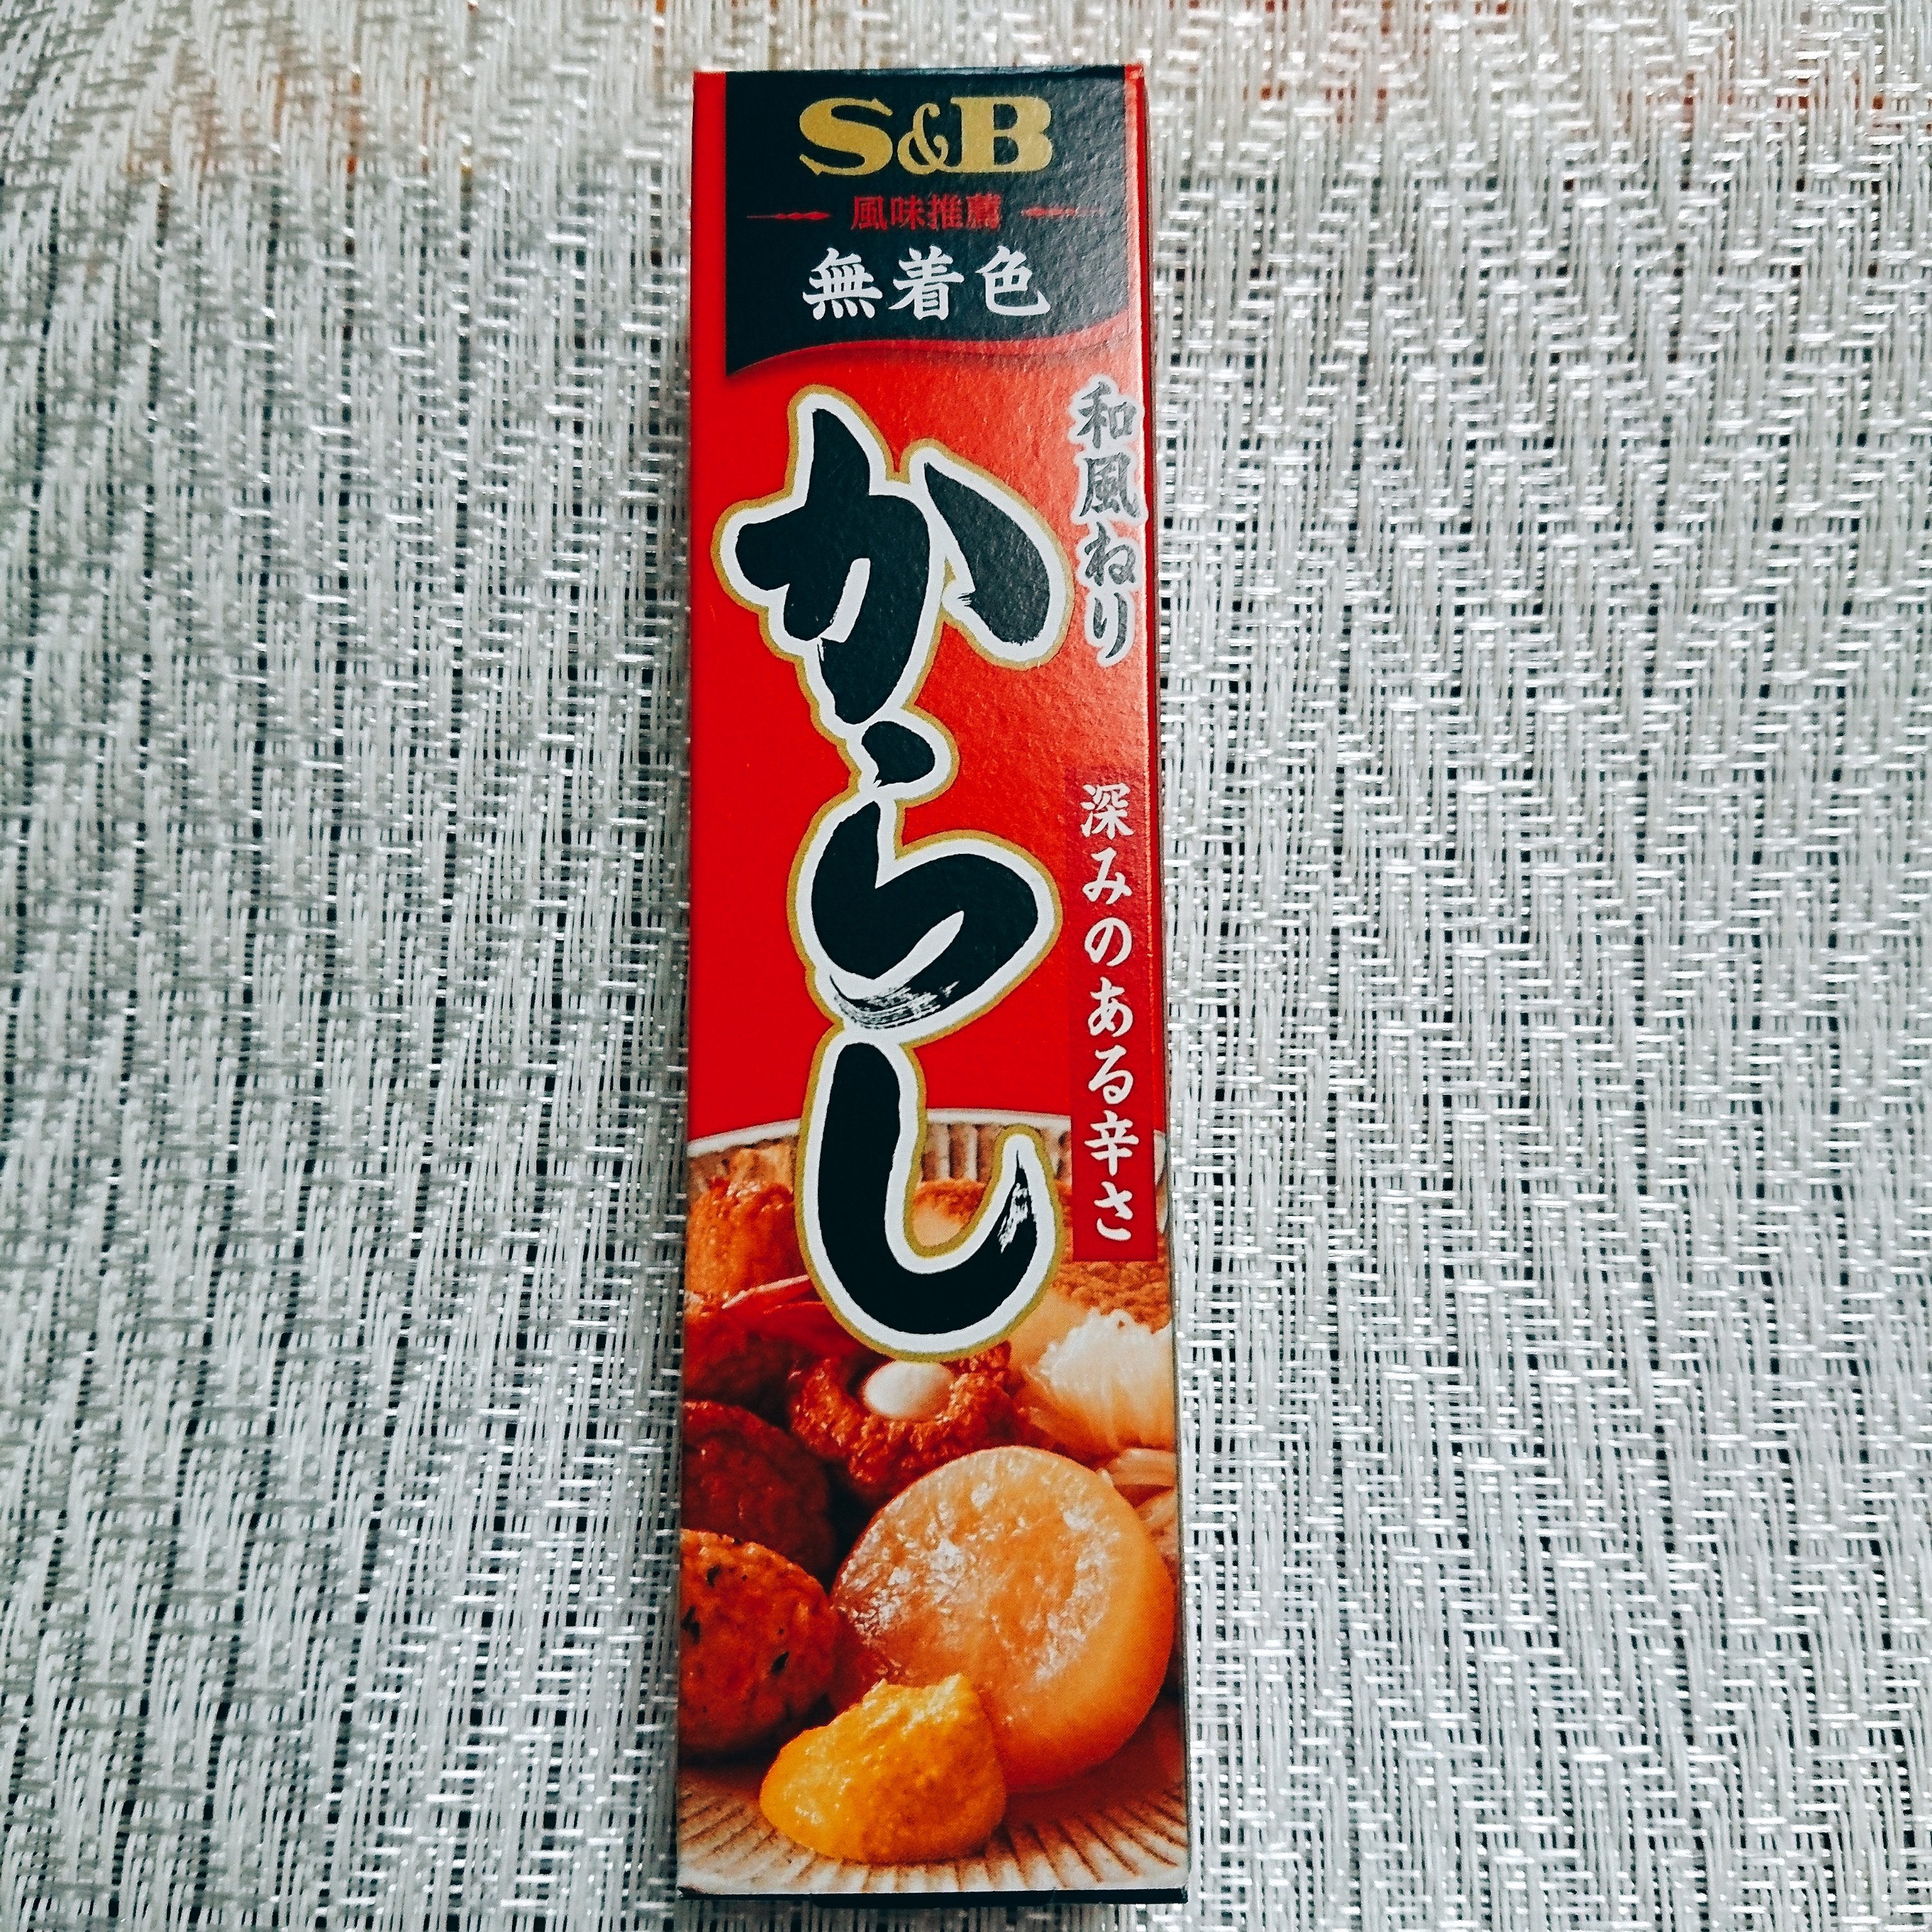 S&B
風味推薦
無着色
和風ねり
からし
深みのある辛さ